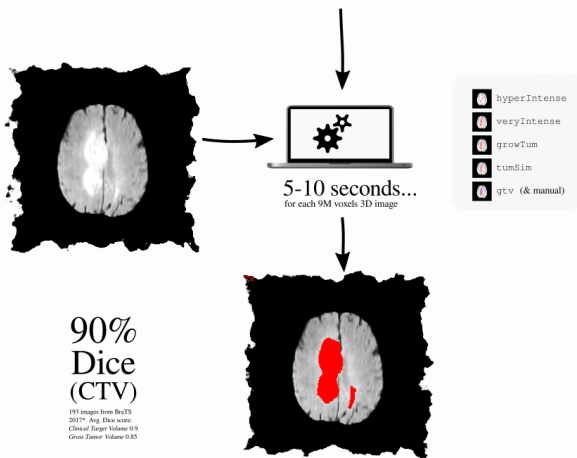 hyperIntense
veryIntense
growTum
tumSim
gtv (& manual)
5-10 seconds...
for each 9M voxels 3D image
90%
Dice
(CTV)
193 images from BraTS
2017*. Avg. Dice score:
Clinical Target Volume 0.9
Gross Tumor Volume 0.85